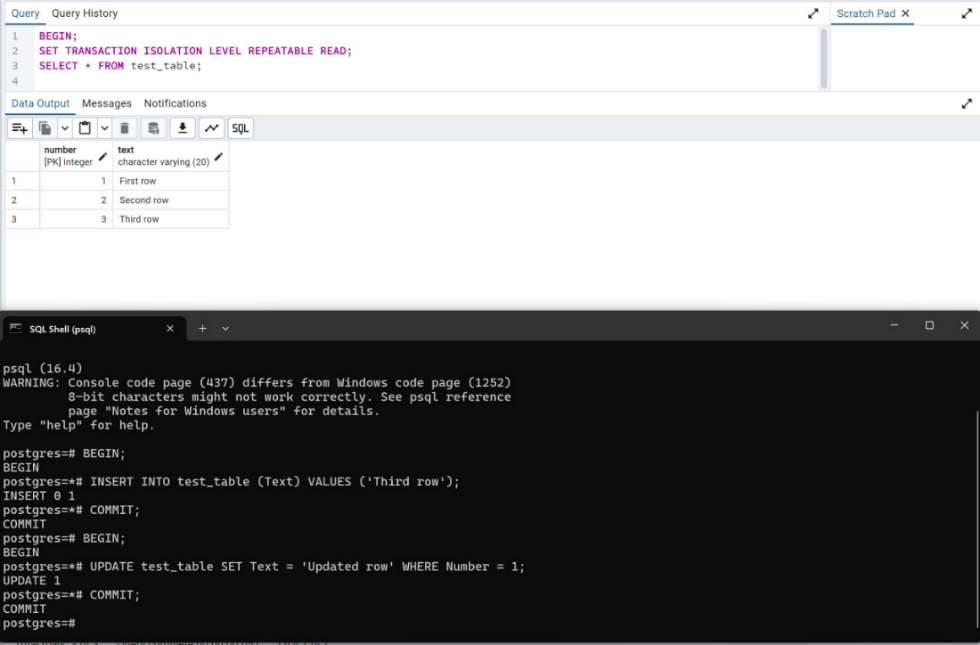 Query Query History Scratch Pad
1 BEGIN;
2 SET TRANSACTION ISOLATION LEVEL REPEATABLE READ;
3 SELECT * FROM test_table;
4
Data Output Messages Notifications
SQL
number text
[PK] integer character varying (20)
1 1 First row
2 2 Second row
3 3 Third row
SQL Shell (psql)
psql (16.4)
WARNING: Console code page (437) differs from Windows code page (1252)
8-bit characters might not work correctly. See psql reference
page "Notes for Windows users" for details.
Type "help" for help.
postgres=# BEGIN;
BEGIN
postgres=*# INSERT INTO test_table (Text) VALUES ('Third row');
INSERT 0 1
postgres=*# COMMIT;
COMMIT
postgres=# BEGIN;
BEGIN
postgres=*# UPDATE test_table SET Text = 'Updated row' WHERE Number = 1;
UPDATE 1
postgres=*# COMMIT;
COMMIT
postgres=#